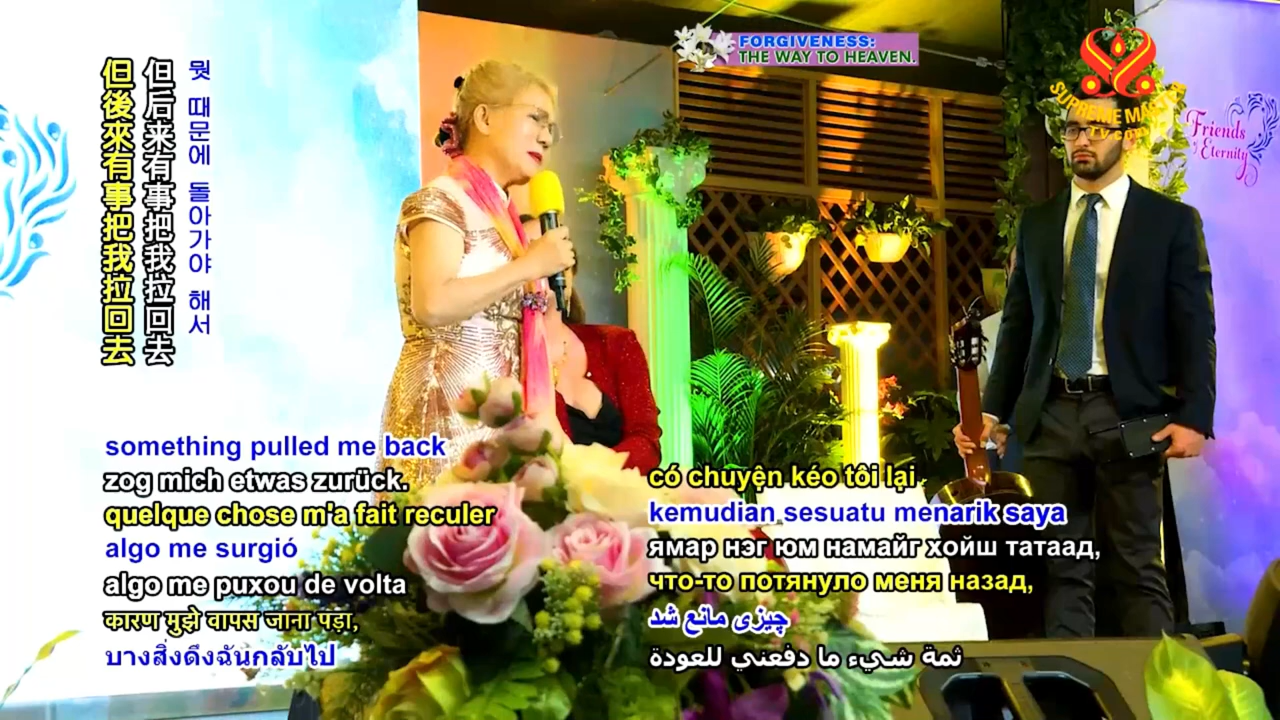 FORGIVENESS:
THE WAY TO HEAVEN.
SUPREME MASTER
TV.com
Friends
of Eternity
뭣 때문에 돌아가야 해서
但后来有事把我拉回去
但後來有事把我拉回去
something pulled me back
zog mich etwas zurück.
quelque chose m'a fait reculer
algo me surgió
algo me puxou de volta
कारण मुझे वापस जाना पड़ा,
บางสิ่งดึงฉันกลับไป
có chuyện kéo tôi lại
kemudian sesuatu menarik saya
ямар нэг юм намайг хойш татаад,
что-то потянуло меня назад,
چیزی مانع شد
ثمة شيء ما دفعني للعودة